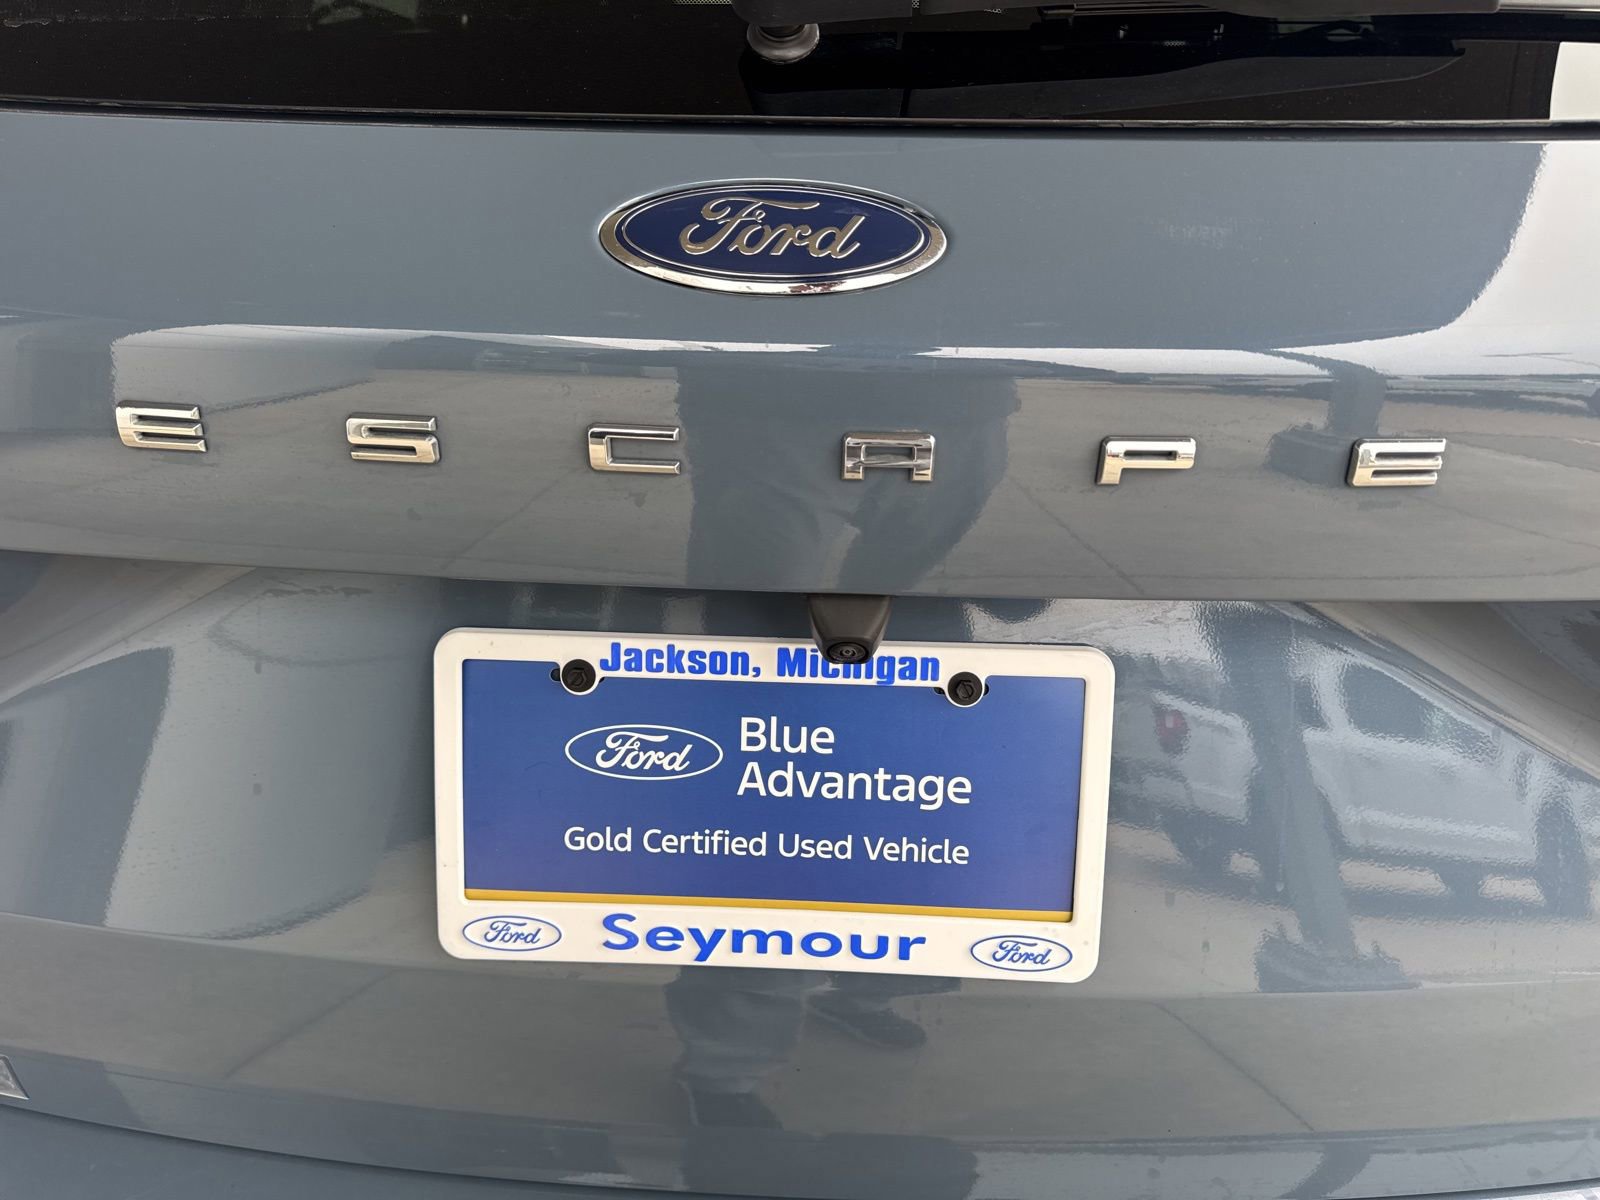 Ford
ESCAPE
Jackson, Michigan
Ford
Blue
Advantage
Gold Certified Used Vehicle
Ford Seymour Ford